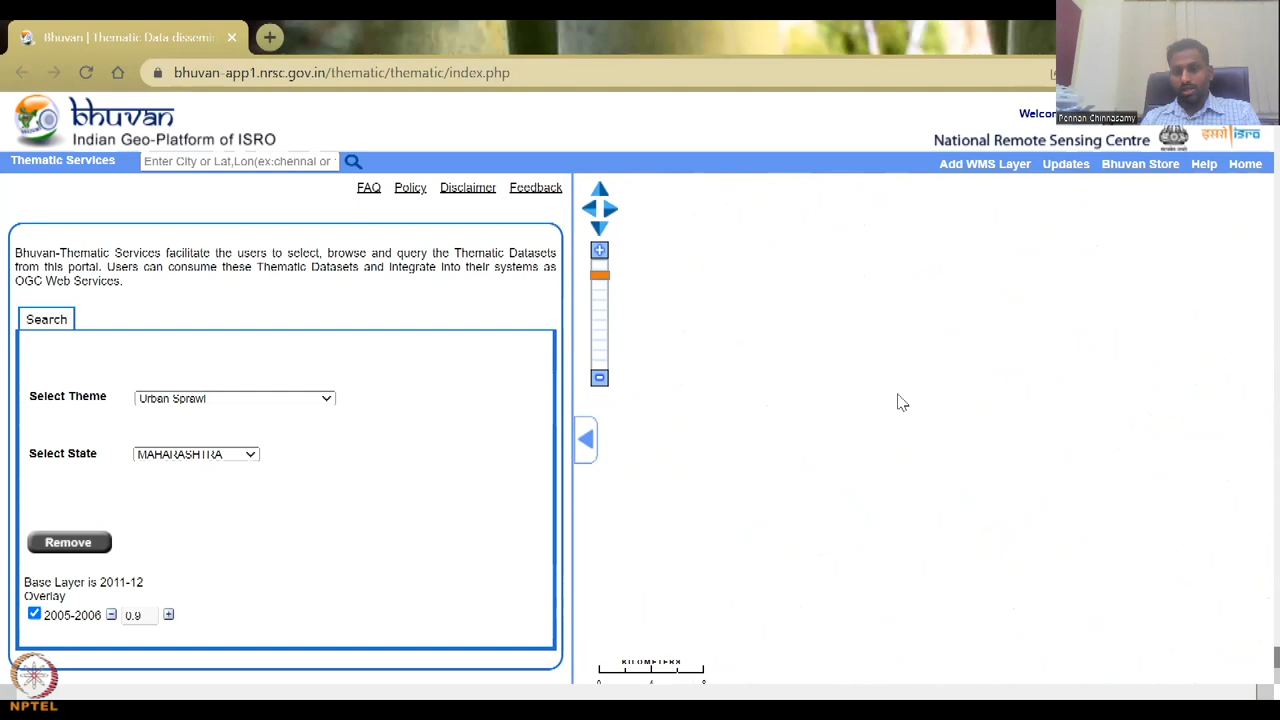 Bhuvan | Thematic Data dissemi
bhuvan-app1.nrsc.gov.in/thematic/thematic/index.php
bhuvan
Indian Geo-Platform of ISRO
Welcom
Pennan Chinnasamy
National Remote Sensing Centre
इसरो isro
Thematic Services
Enter City or Lat,Lon(ex:chennai or
Add WMS Layer Updates Bhuvan Store Help Home
FAQ Policy Disclaimer Feedback
Bhuvan-Thematic Services facilitate the users to select, browse and query the Thematic Datasets
from this portal. Users can consume these Thematic Datasets and integrate into their systems as
OGC Web Services.
Search
Select Theme Urban Sprawl
Select State MAHARASHTRA
Remove
Base Layer is 2011-12
Overlay
2005-2006 0.9
KILOMETERS
NPTEL